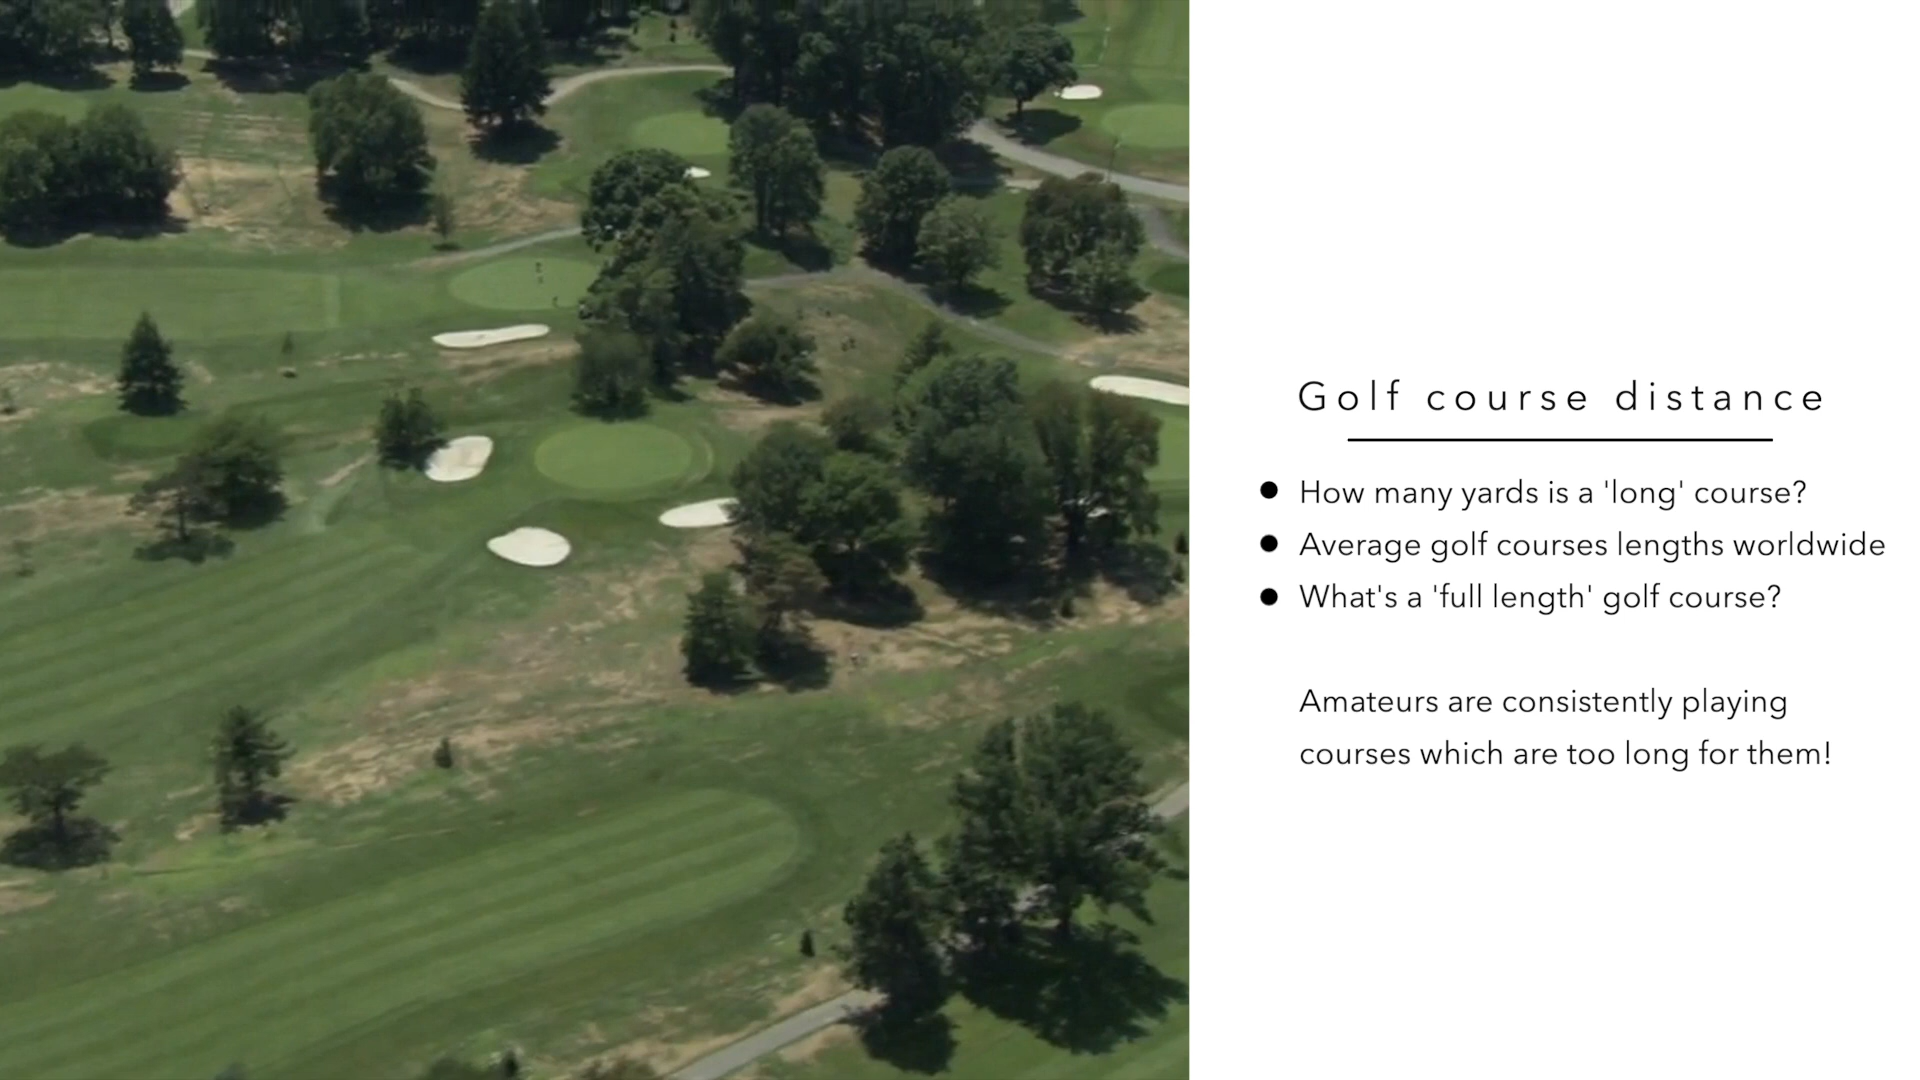 Golf course distance
● How many yards is a 'long' course?
● Average golf courses lengths worldwide
● What's a 'full length' golf course?
Amateurs are consistently playing
courses which are too long for them!